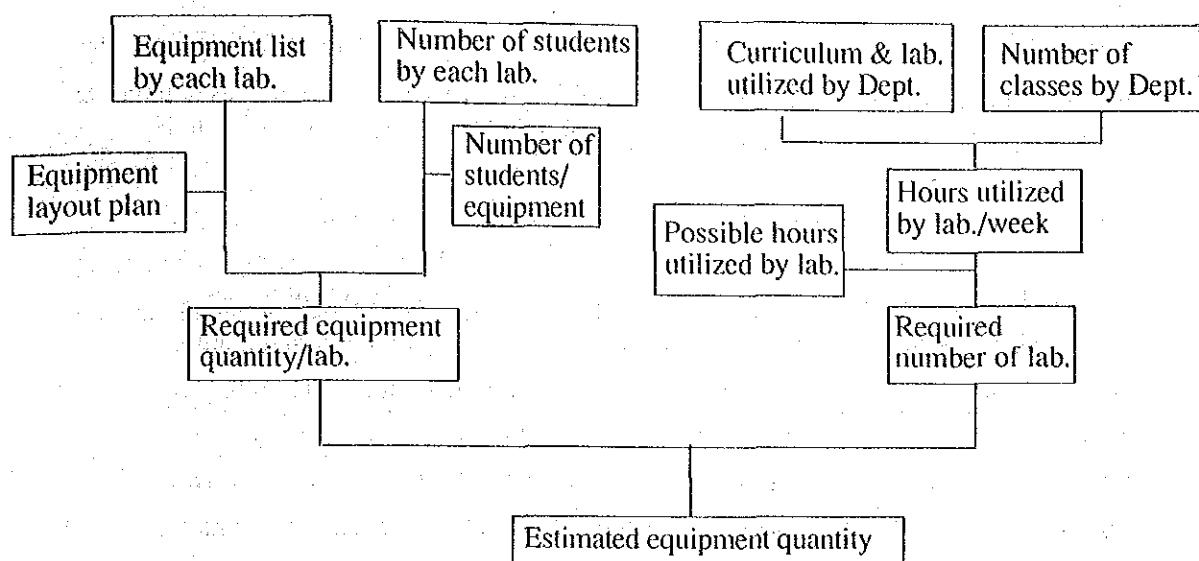 Equipment list
by each lab.
Number of students
by each lab.
Curriculum & lab.
utilized by Dept.
Number of
classes by Dept.
Equipment
layout plan
Number of
students/
equipment
Hours utilized
by lab./week
Possible hours
utilized by lab.
Required equipment
quantity/lab.
Required
number of lab.
Estimated equipment quantity